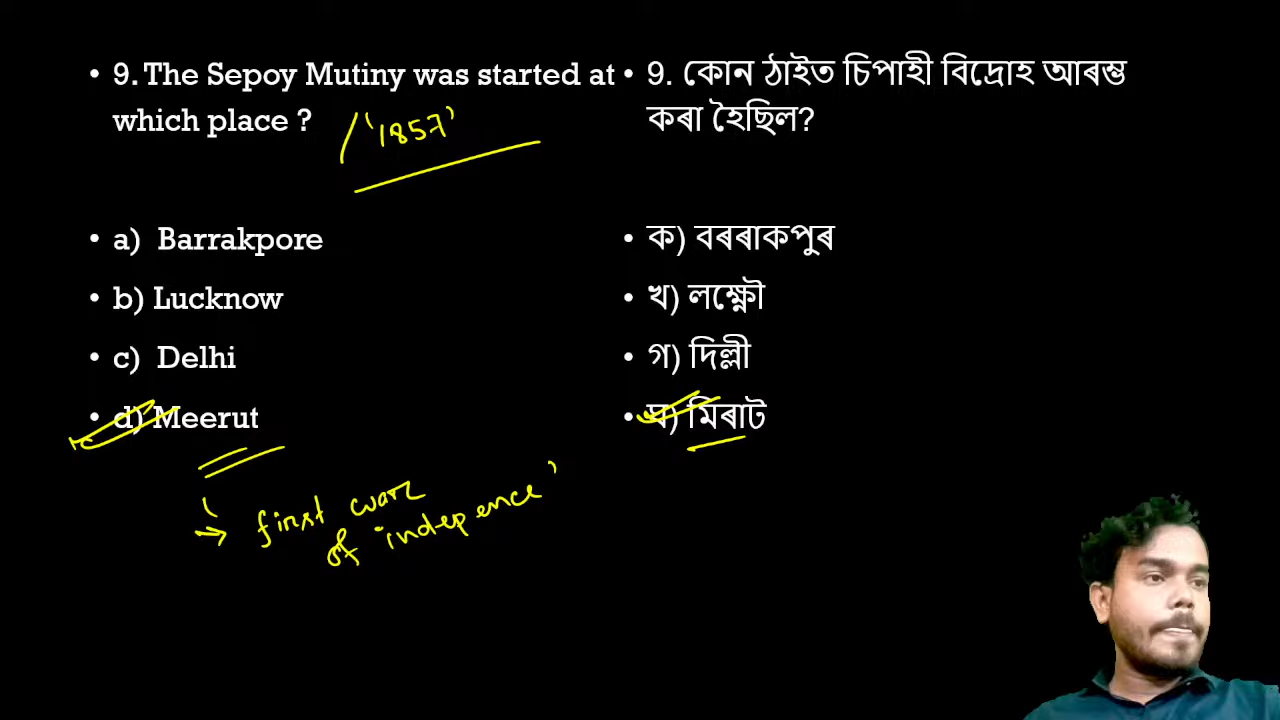 9. The Sepoy Mutiny was started at
which place ?
'1857'
a) Barrakpore
b) Lucknow
c) Delhi
d) Meerut
→ first war
of indepence'
9. কোন ঠাইত চিপাহী বিদ্ৰোহ আৰম্ভ
কৰা হৈছিল?
ক) বৰৰাকপুৰ
খ) লক্ষ্ণৌ
গ) দিল্লী
ঘ) মিৰাট